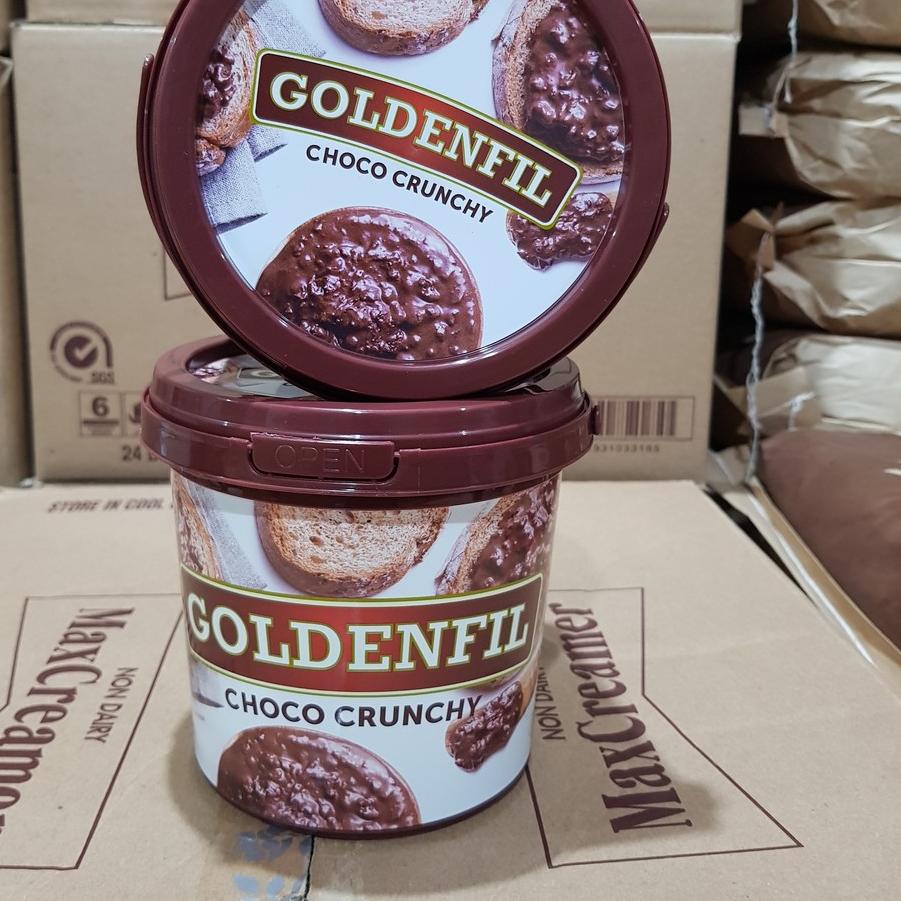 GOLDENFIL
CHOCO CRUNCHY
SGS
6
24
OPEN
STORE IN COOL
GOLDENFIL
CHOCO CRUNCHY
MaxCreamer
NON DAIRY
NON DAIRY
MaxCreamer